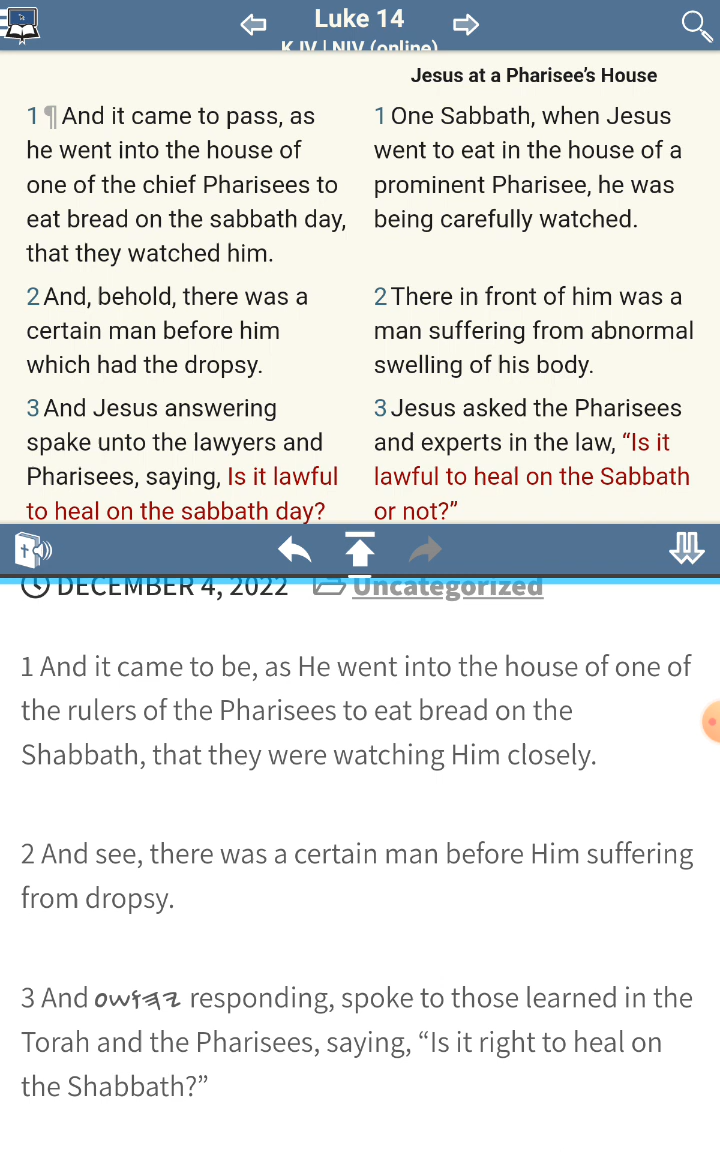 Luke 14
KJV | NIV (online)
1 ¶ And it came to pass, as
he went into the house of
one of the chief Pharisees to
eat bread on the sabbath day,
that they watched him.
2 And, behold, there was a
certain man before him
which had the dropsy.
3 And Jesus answering
spake unto the lawyers and
Pharisees, saying, Is it lawful
to heal on the sabbath day?
Jesus at a Pharisee’s House
1 One Sabbath, when Jesus
went to eat in the house of a
prominent Pharisee, he was
being carefully watched.
2 There in front of him was a
man suffering from abnormal
swelling of his body.
3 Jesus asked the Pharisees
and experts in the law, “Is it
lawful to heal on the Sabbath
or not?”
DECEMBER 4, 2022 Uncategorized
1 And it came to be, as He went into the house of one of
the rulers of the Pharisees to eat bread on the
Shabbath, that they were watching Him closely.
2 And see, there was a certain man before Him suffering
from dropsy.
3 And 𐤉𐤄𐤅𐤔𐤏 responding, spoke to those learned in the
Torah and the Pharisees, saying, “Is it right to heal on
the Shabbath?”